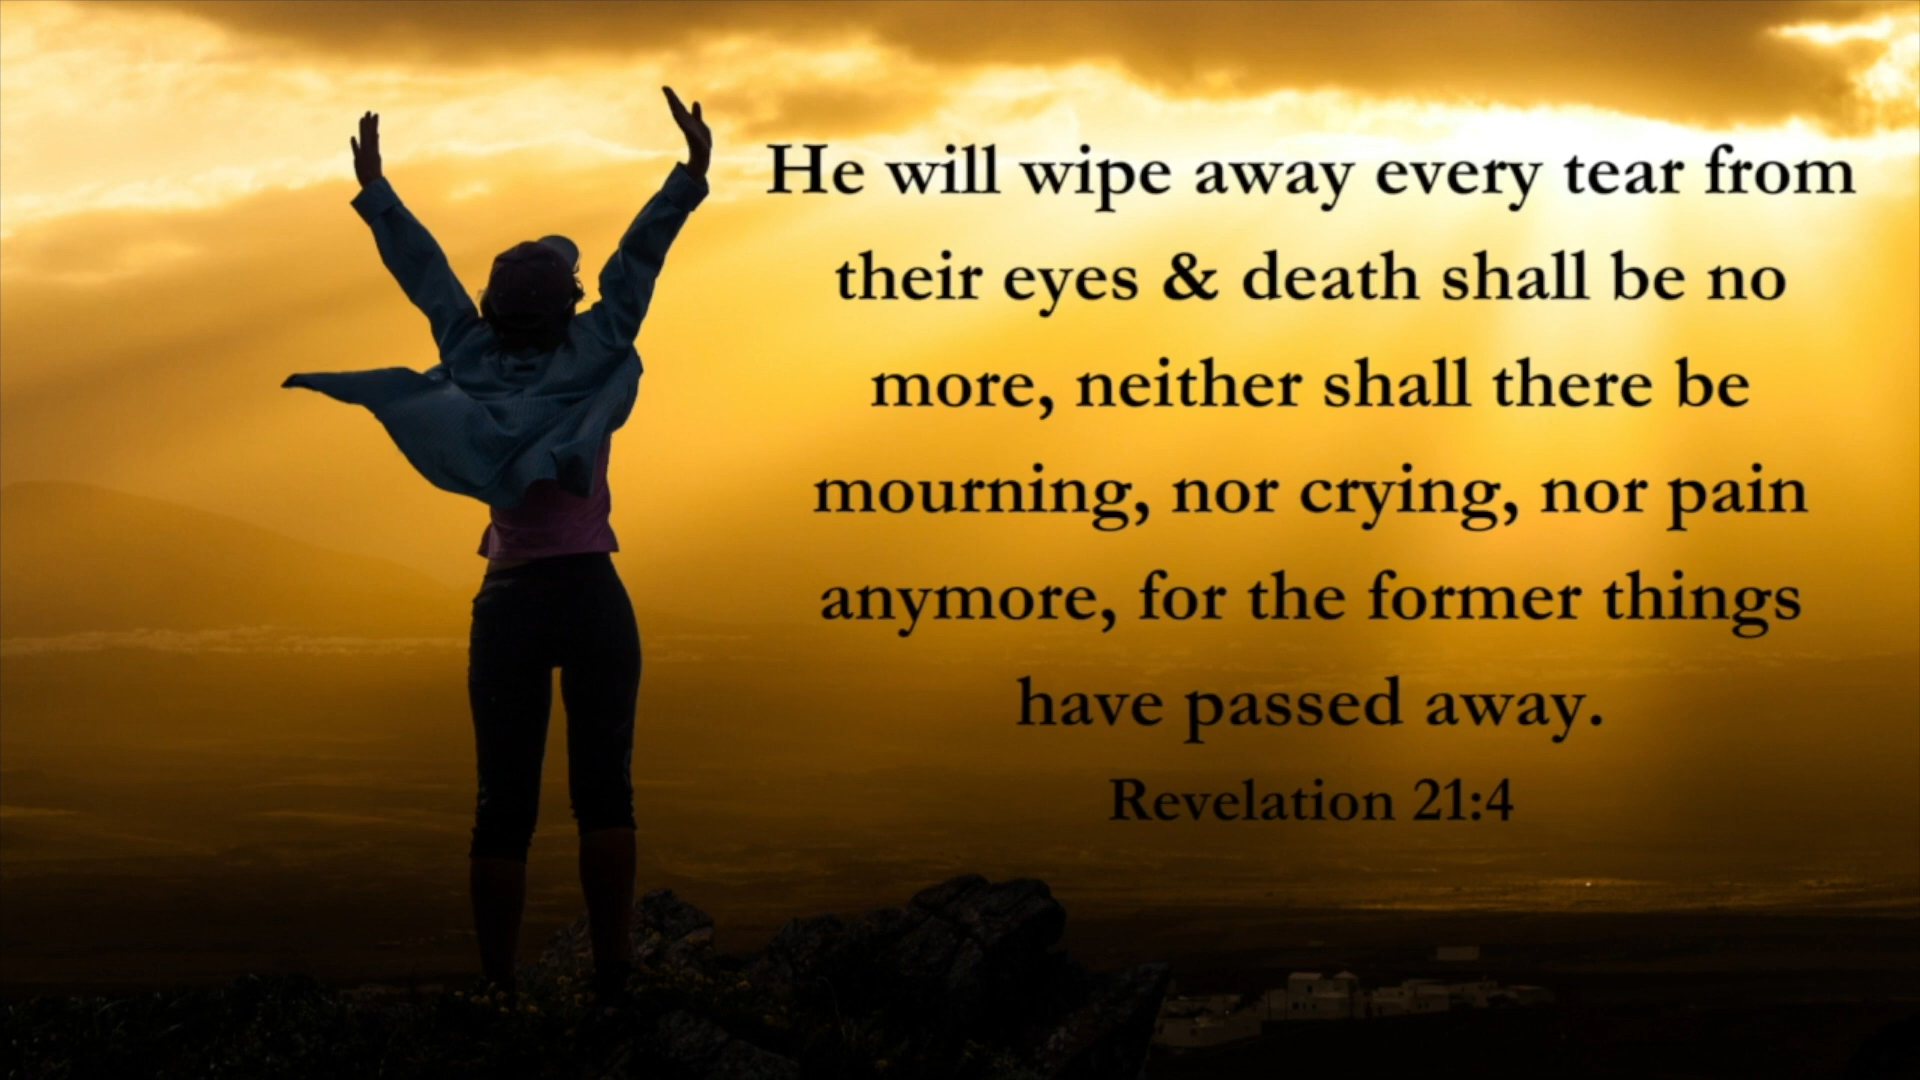 He will wipe away every tear from
their eyes & death shall be no
more, neither shall there be
mourning, nor crying, nor pain
anymore, for the former things
have passed away.
Revelation 21:4